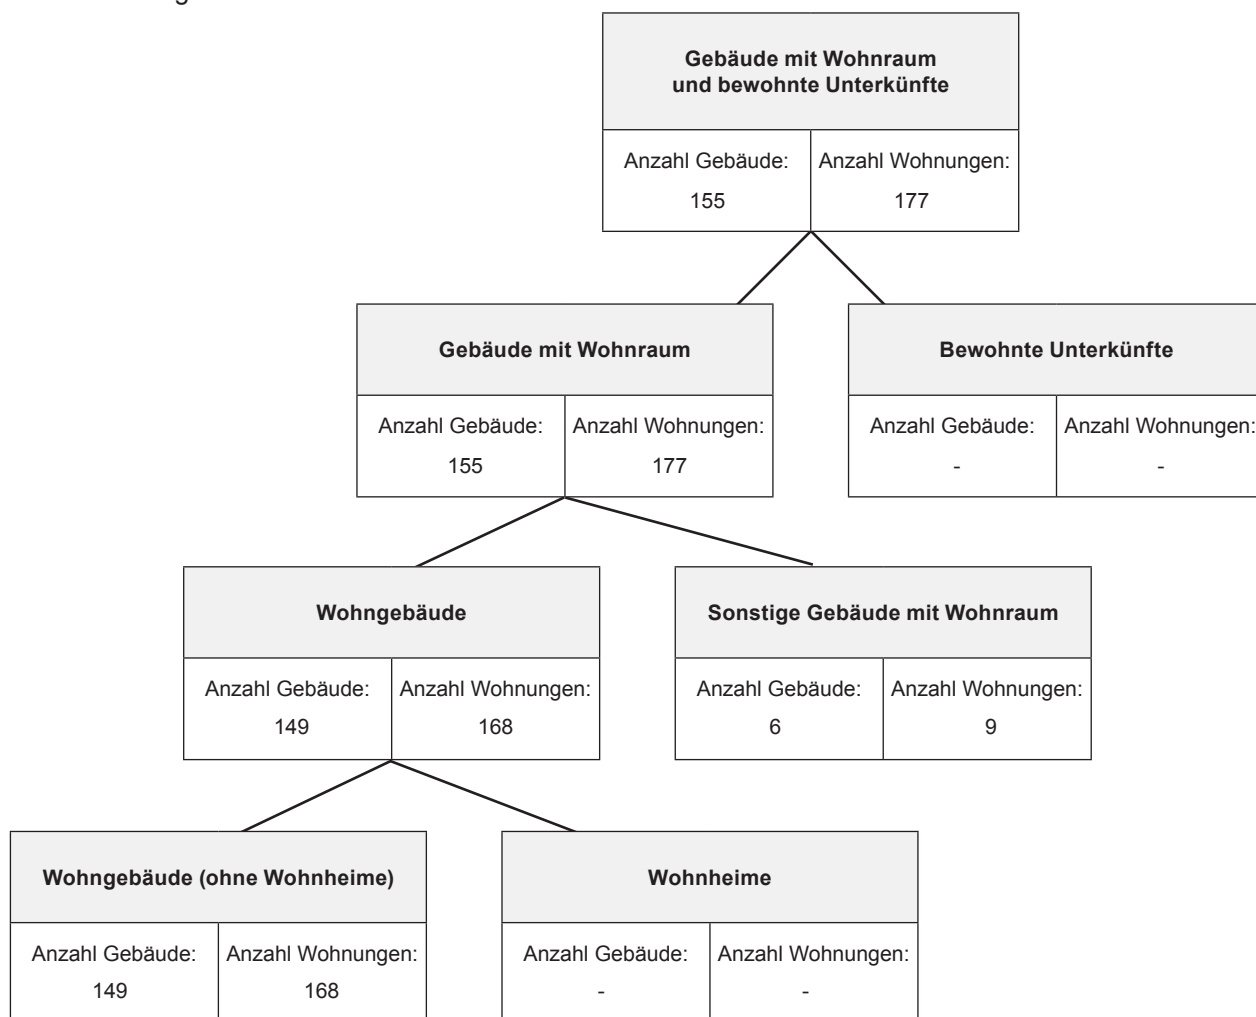 Gebäude mit Wohnraum
und bewohnte Unterkünfte
Anzahl Gebäude: Anzahl Wohnungen:
155 177
Gebäude mit Wohnraum
Bewohnte Unterkünfte
Anzahl Gebäude: Anzahl Wohnungen:
155 177
Anzahl Gebäude: Anzahl Wohnungen:
- -
Wohngebäude
Sonstige Gebäude mit Wohnraum
Anzahl Gebäude: Anzahl Wohnungen:
149 168
Anzahl Gebäude: Anzahl Wohnungen:
6 9
Wohngebäude (ohne Wohnheime)
Wohnheime
Anzahl Gebäude: Anzahl Wohnungen:
149 168
Anzahl Gebäude: Anzahl Wohnungen:
- -